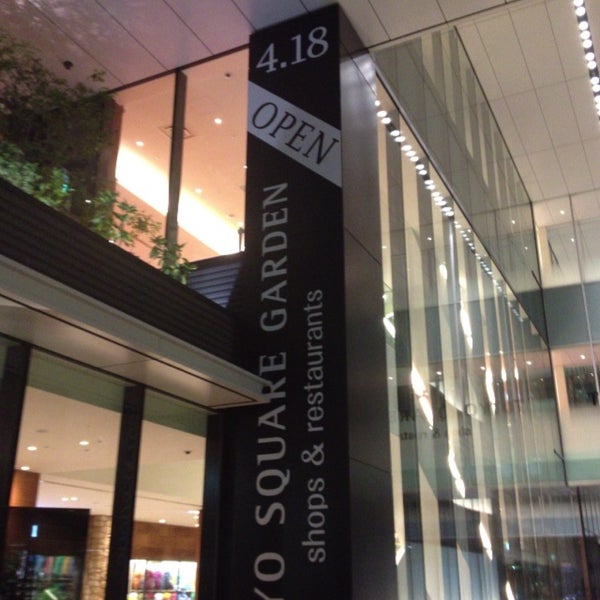 4.18
OPEN
YO SQUARE GARDEN
shops & restaurants